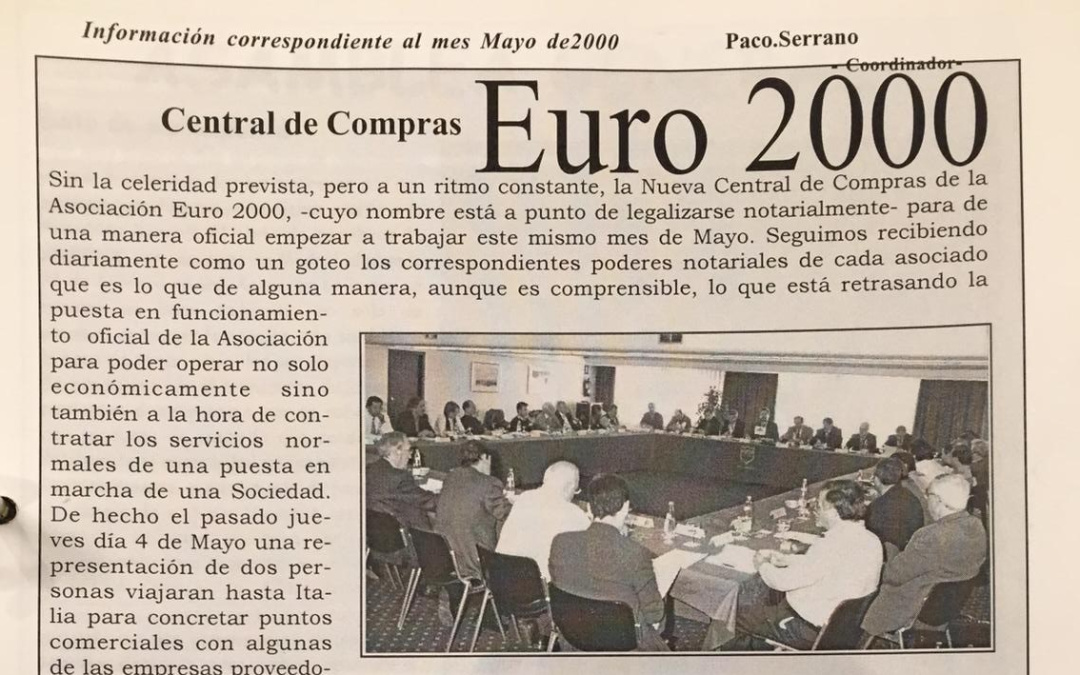 Información correspondiente al mes Mayo de2000
Paco.Serrano
- Coordinador-
Central de Compras Euro 2000
Sin la celeridad prevista, pero a un ritmo constante, la Nueva Central de Compras de la
Asociación Euro 2000, -cuyo nombre está a punto de legalizarse notarialmente- para de
una manera oficial empezar a trabajar este mismo mes de Mayo. Seguimos recibiendo
diariamente como un goteo los correspondientes poderes notariales de cada asociado
que es lo que de alguna manera, aunque es comprensible, lo que está retrasando la
puesta en funcionamien-
to oficial de la Asociación
para poder operar no solo
económicamente sino
también a la hora de con-
tratar los servicios nor-
males de una puesta en
marcha de una Sociedad.
De hecho el pasado jue-
ves día 4 de Mayo una re-
presentación de dos per-
sonas viajaran hasta Ita-
lia para concretar puntos
comerciales con algunas
de las empresas proveedo-